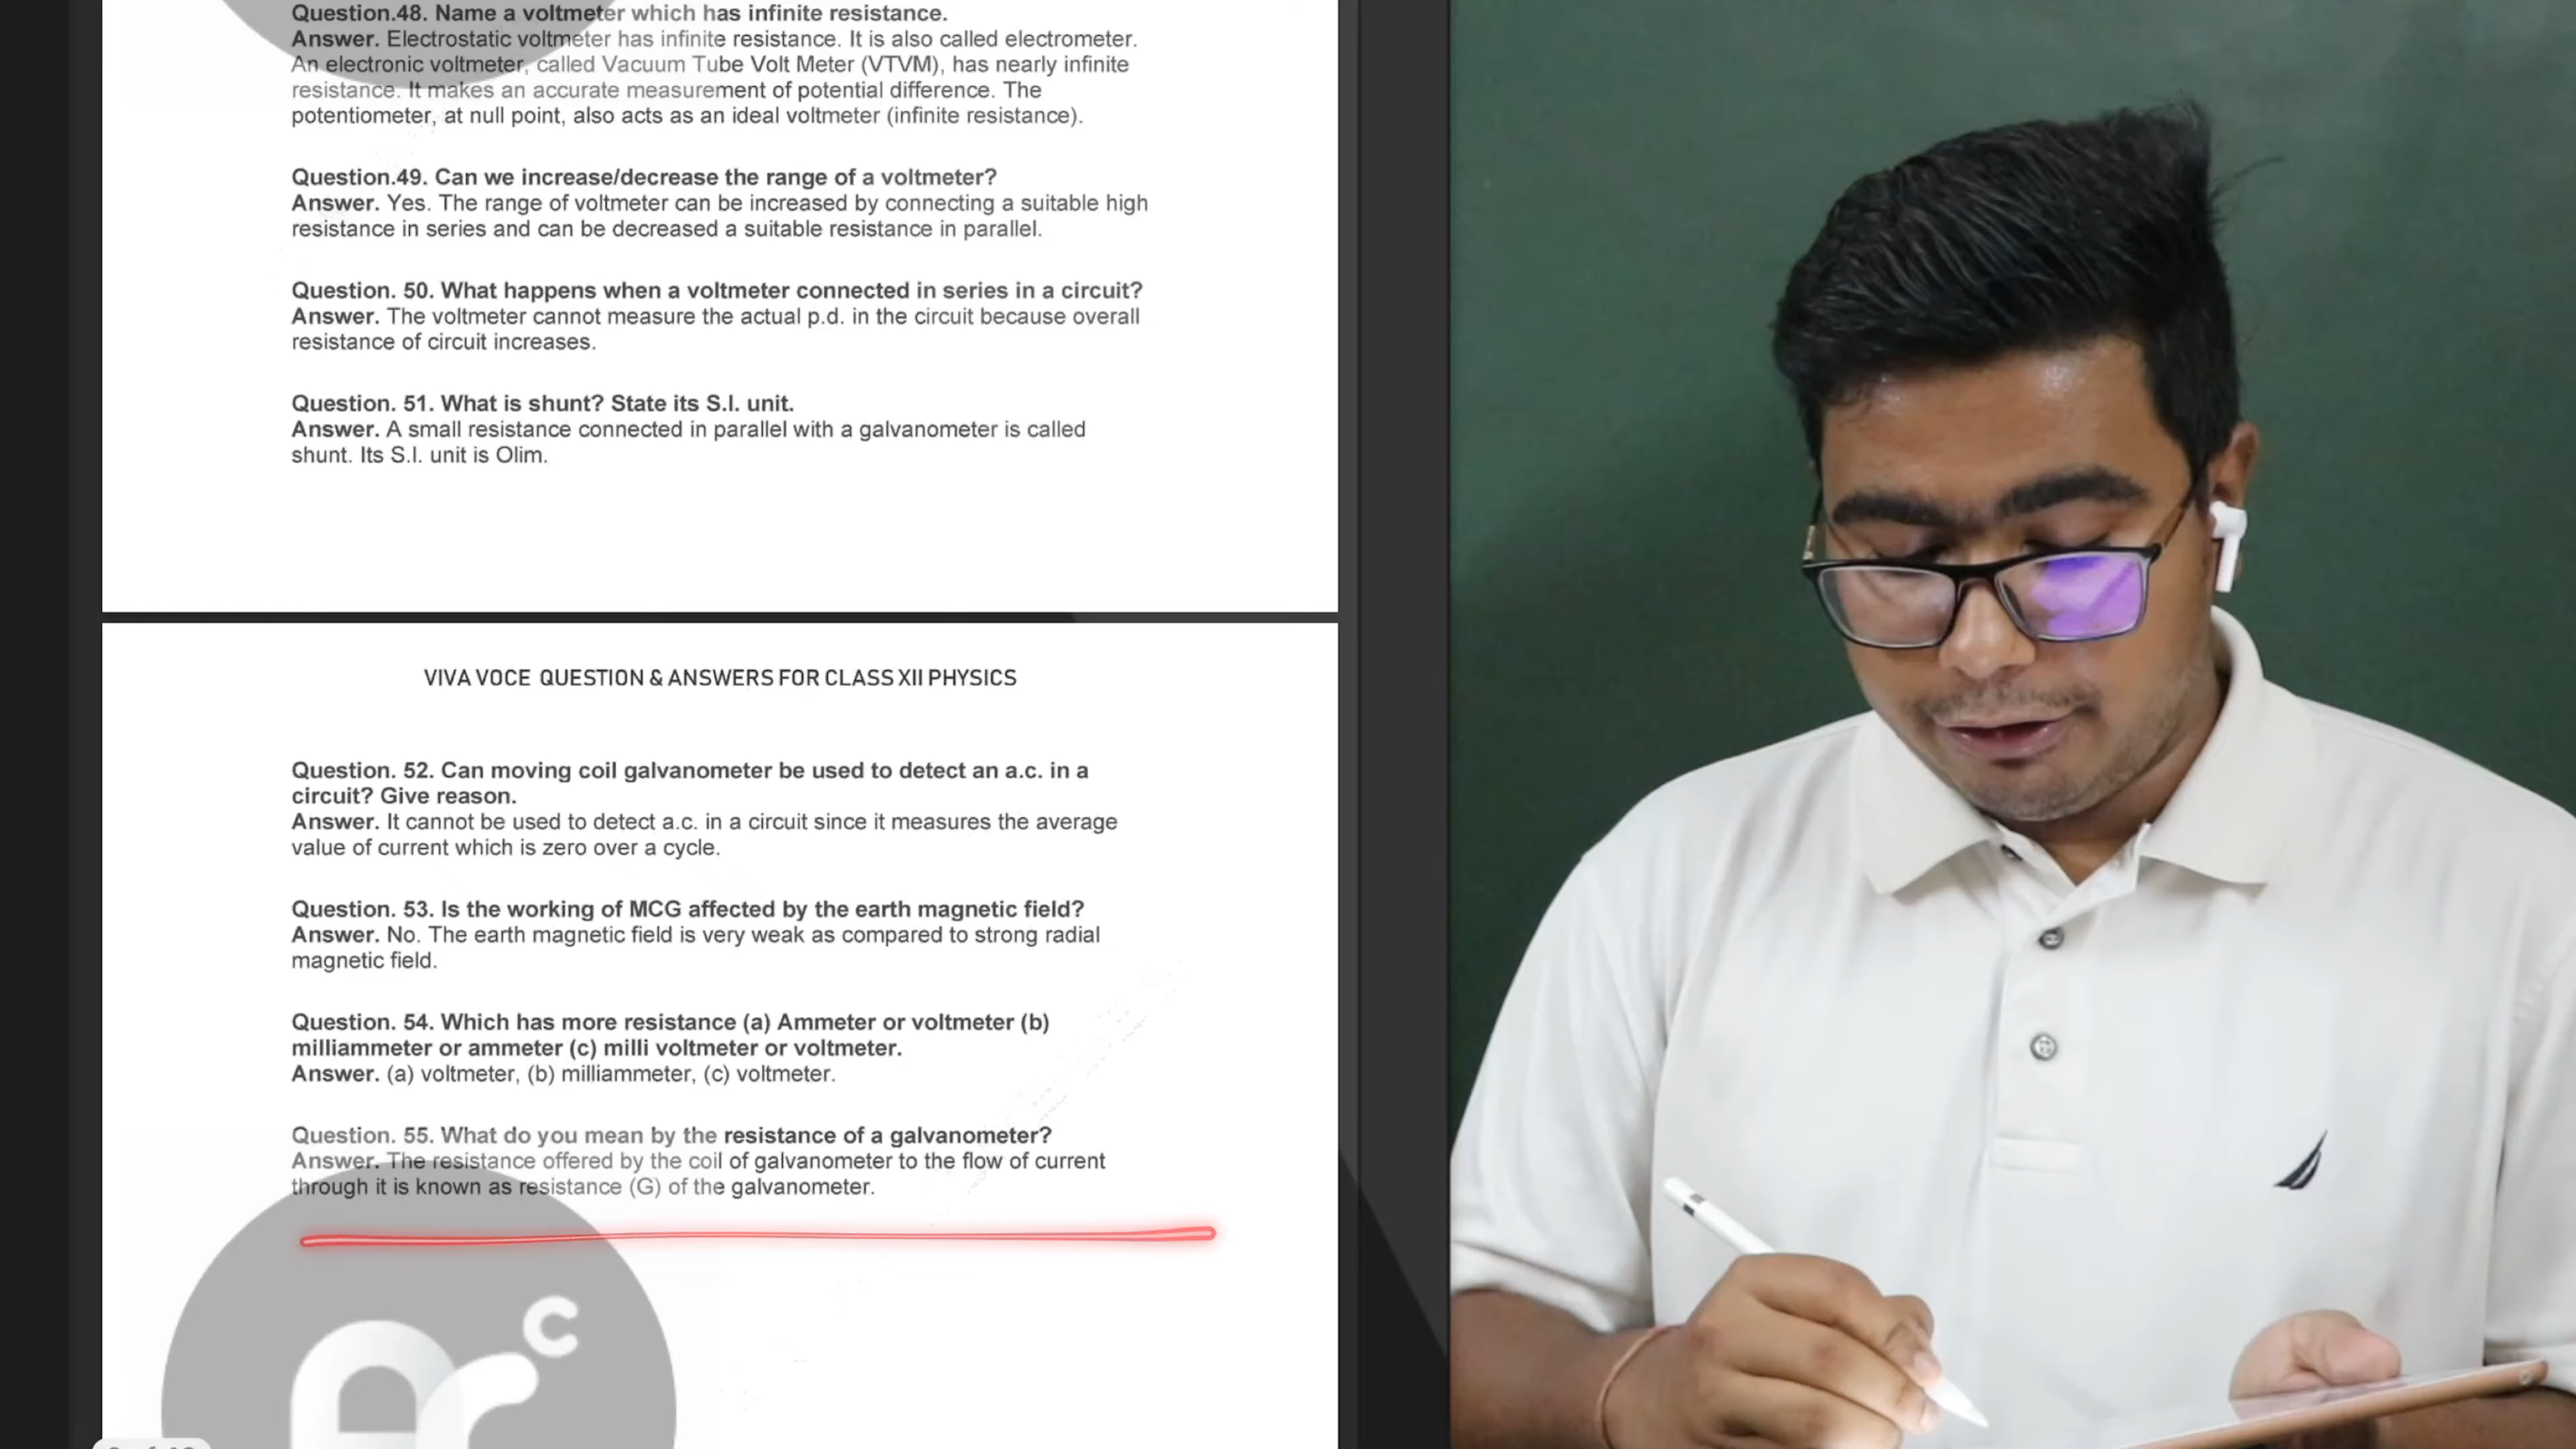 Question.48. Name a voltmeter which has infinite resistance.
Answer. Electrostatic voltmeter has infinite resistance. It is also called electrometer.
An electronic voltmeter, called Vacuum Tube Volt Meter (VTVM), has nearly infinite
resistance. It makes an accurate measurement of potential difference. The
potentiometer, at null point, also acts as an ideal voltmeter (infinite resistance).
Question.49. Can we increase/decrease the range of a voltmeter?
Answer. Yes. The range of voltmeter can be increased by connecting a suitable high
resistance in series and can be decreased a suitable resistance in parallel.
Question. 50. What happens when a voltmeter connected in series in a circuit?
Answer. The voltmeter cannot measure the actual p.d. in the circuit because overall
resistance of circuit increases.
Question. 51. What is shunt? State its S.I. unit.
Answer. A small resistance connected in parallel with a galvanometer is called
shunt. Its S.I. unit is Olim.
VIVA VOCE QUESTION & ANSWERS FOR CLASS XII PHYSICS
Question. 52. Can moving coil galvanometer be used to detect an a.c. in a
circuit? Give reason.
Answer. It cannot be used to detect a.c. in a circuit since it measures the average
value of current which is zero over a cycle.
Question. 53. Is the working of MCG affected by the earth magnetic field?
Answer. No. The earth magnetic field is very weak as compared to strong radial
magnetic field.
Question. 54. Which has more resistance (a) Ammeter or voltmeter (b)
milliammeter or ammeter (c) milli voltmeter or voltmeter.
Answer. (a) voltmeter, (b) milliammeter, (c) voltmeter.
Question. 55. What do you mean by the resistance of a galvanometer?
Answer. The resistance offered by the coil of galvanometer to the flow of current
through it is known as resistance (G) of the galvanometer.
Ar c